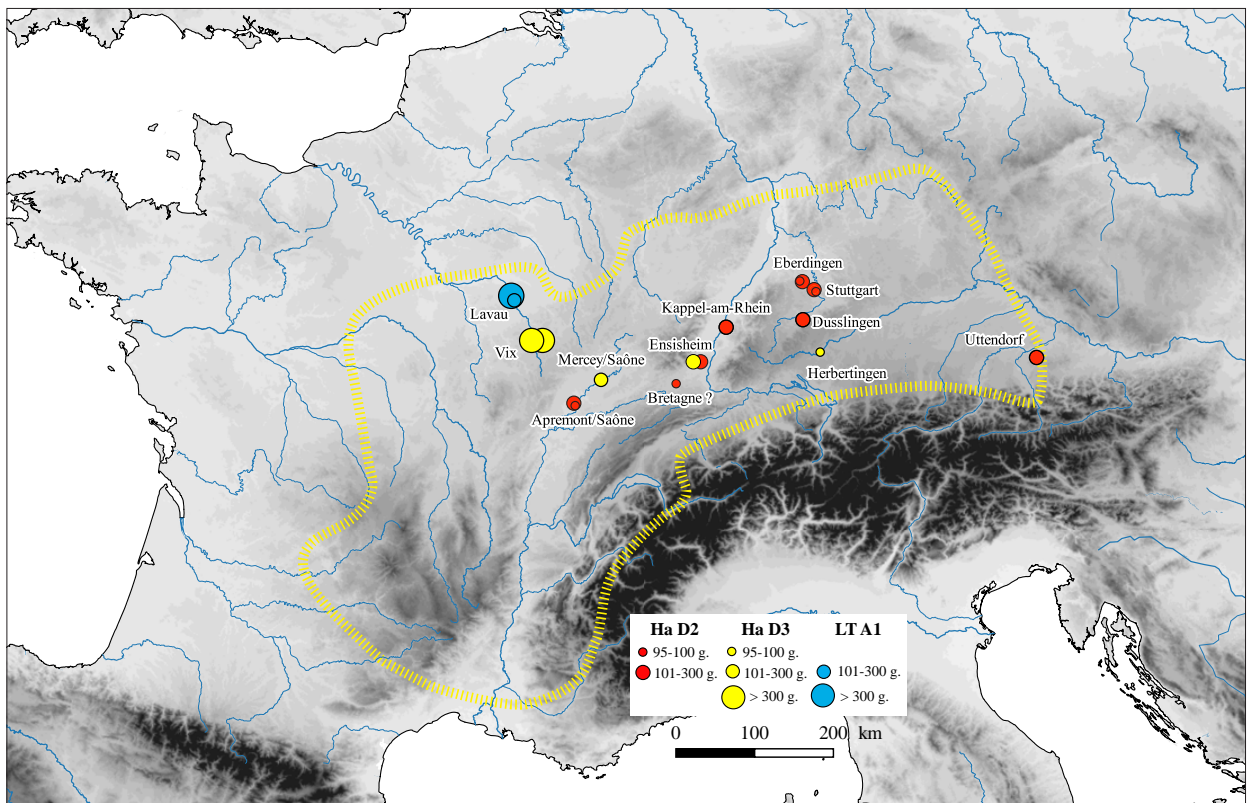 Eberdingen
Stuttgart
Lavau
Kappel-am-Rhein
Dusslingen
Vix
Ensisheim
Uttendorf
Mercey/Saône
Herbertingen
Bretagne ?
Apremont/Saône
Ha D2 Ha D3 LT A1
95-100 g. 95-100 g.
101-300 g. 101-300 g. 101-300 g.
> 300 g. > 300 g.
0 100 200 km